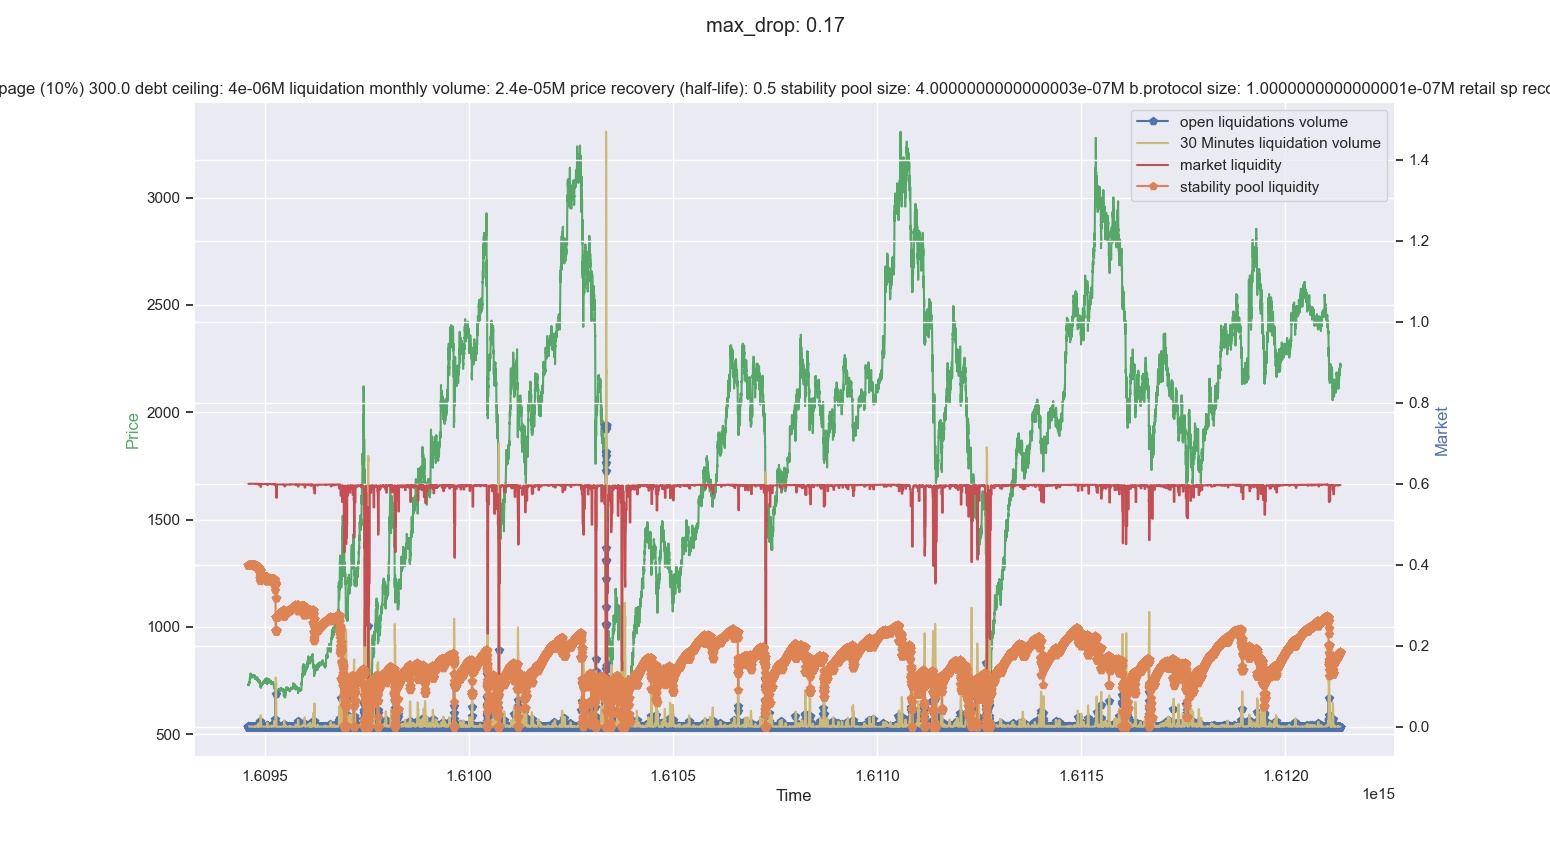 max_drop: 0.17
page (10%) 300.0 debt ceiling: 4e-06M liquidation monthly volume: 2.4e-05M price recovery (half-life): 0.5 stability pool size: 4.0000000000000003e-07M b.protocol size: 1.0000000000000001e-07M retail sp reco
open liquidations volume
30 Minutes liquidation volume
market liquidity
stability pool liquidity
3000
2500
2000
1500
1000
500
Price
1.4
1.2
1.0
0.8
0.6
0.4
0.2
0.0
Market
1.6095 1.6100 1.6105 1.6110 1.6115 1.6120
1e15
Time